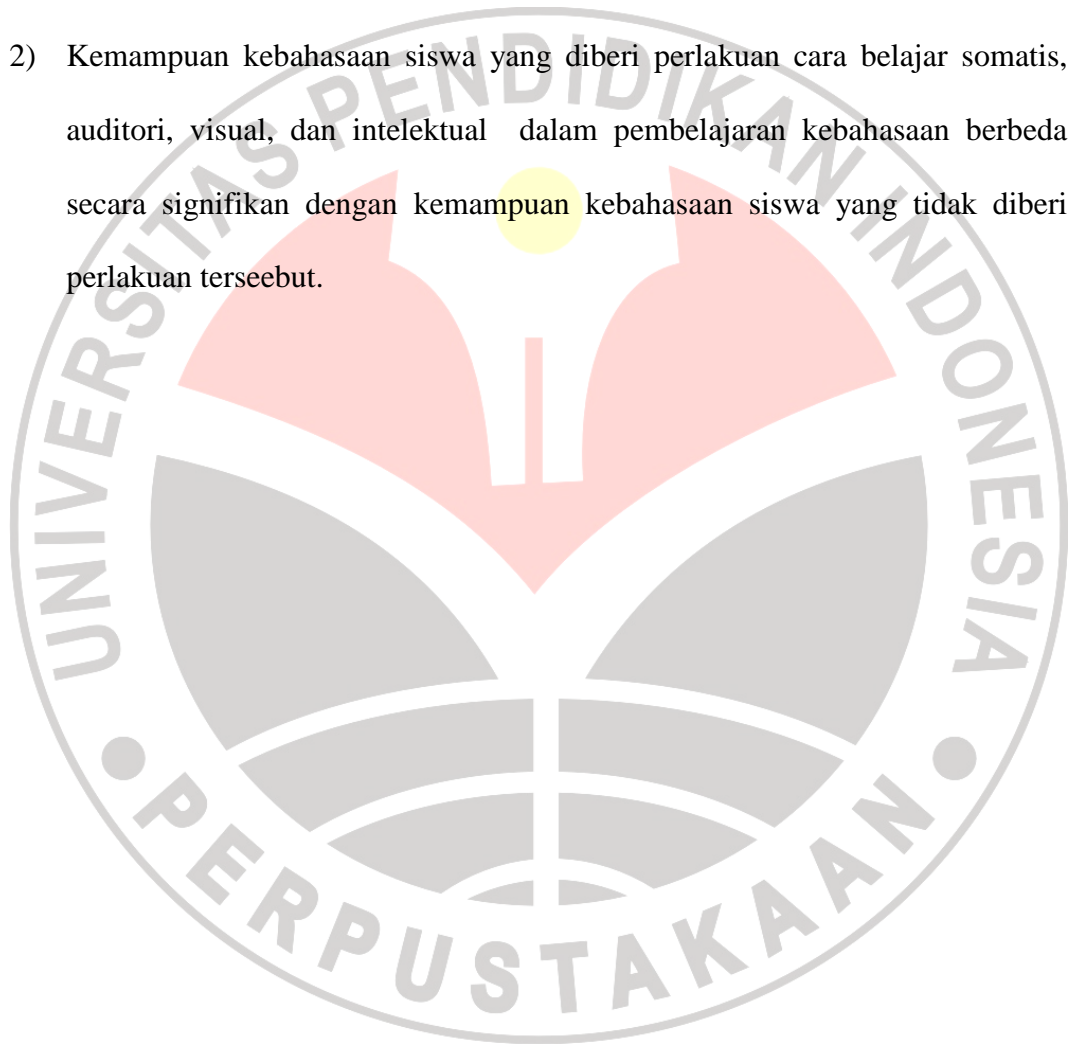 2) Kemampuan kebahasaan siswa yang diberi perlakuan cara belajar somatis,
auditori, visual, dan intelektual dalam pembelajaran kebahasaan berbeda
secara signifikan dengan kemampuan kebahasaan siswa yang tidak diberi
perlakuan terseebut.
UNIVERSITAS PENDIDIKAN INDONESIA
PERPUSTAKAAN